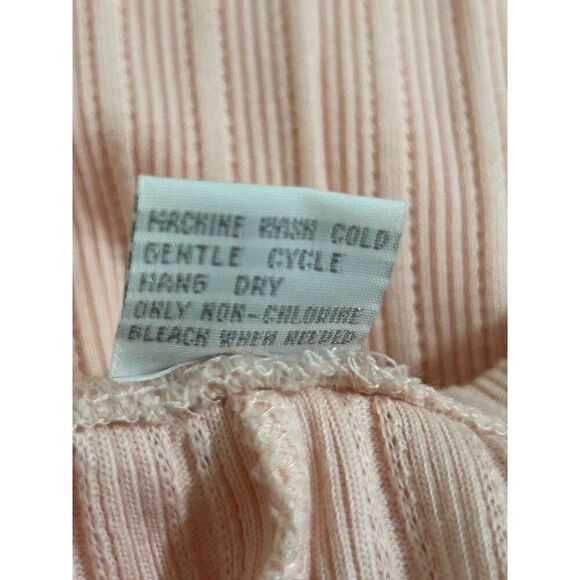 MACHINE WASH COLD
GENTLE CYCLE
HANG DRY
ONLY NON-CHLORINE
BLEACH WHEN NEEDED